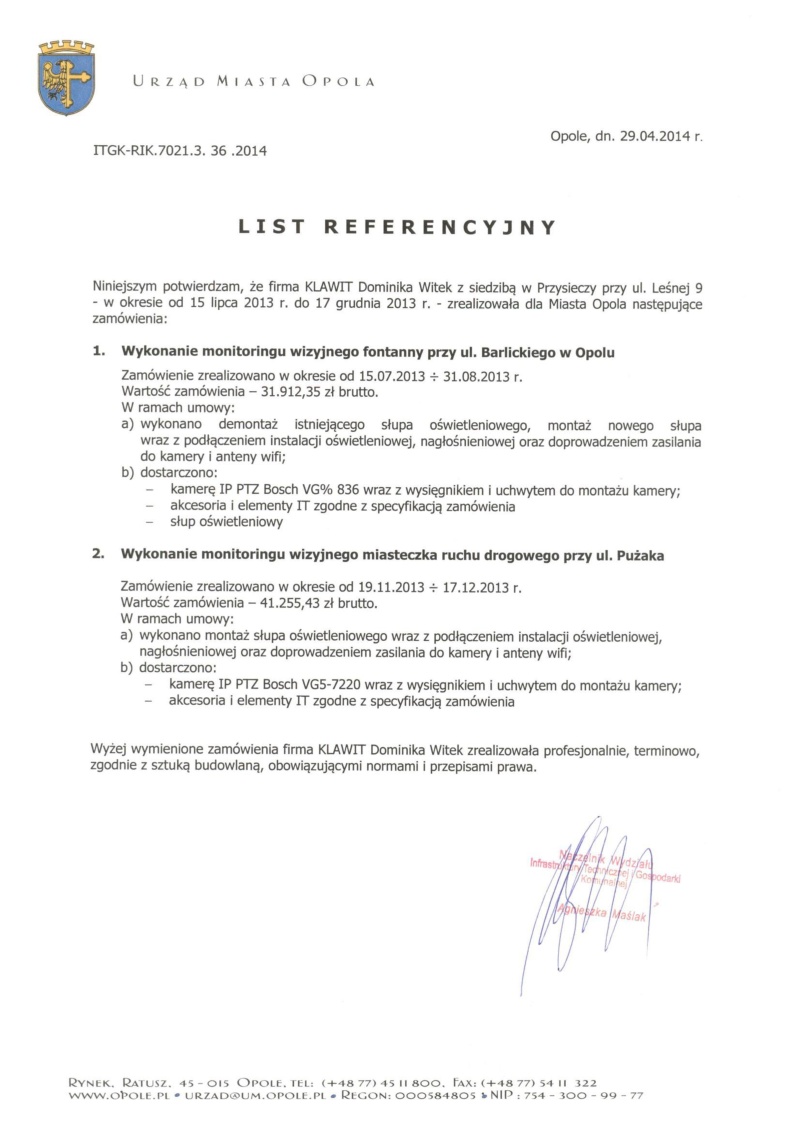 URZĄD MIASTA OPOLA
Opole, dn. 29.04.2014 r.
ITGK-RIK.7021.3. 36 .2014
LIST REFERENCYJNY
Niniejszym potwierdzam, że firma KLAWIT Dominika Witek z siedzibą w Przysieczy przy ul. Leśnej 9
- w okresie od 15 lipca 2013 r. do 17 grudnia 2013 r. - zrealizowała dla Miasta Opola następujące
zamówienia:
1. Wykonanie monitoringu wizyjnego fontanny przy ul. Barlickiego w Opolu
Zamówienie zrealizowano w okresie od 15.07.2013 ÷ 31.08.2013 r.
Wartość zamówienia – 31.912,35 zł brutto.
W ramach umowy:
a) wykonano demontaż istniejącego słupa oświetleniowego, montaż nowego słupa
wraz z podłączeniem instalacji oświetleniowej, nagłośnieniowej oraz doprowadzeniem zasilania
do kamery i anteny wifi;
b) dostarczono:
– kamerę IP PTZ Bosch VG% 836 wraz z wysięgnikiem i uchwytem do montażu kamery;
– akcesoria i elementy IT zgodne z specyfikacją zamówienia
– słup oświetleniowy
2. Wykonanie monitoringu wizyjnego miasteczka ruchu drogowego przy ul. Pużaka
Zamówienie zrealizowano w okresie od 19.11.2013 ÷ 17.12.2013 r.
Wartość zamówienia – 41.255,43 zł brutto.
W ramach umowy:
a) wykonano montaż słupa oświetleniowego wraz z podłączeniem instalacji oświetleniowej,
nagłośnieniowej oraz doprowadzeniem zasilania do kamery i anteny wifi;
b) dostarczono:
– kamerę IP PTZ Bosch VG5-7220 wraz z wysięgnikiem i uchwytem do montażu kamery;
– akcesoria i elementy IT zgodne z specyfikacją zamówienia
Wyżej wymienione zamówienia firma KLAWIT Dominika Witek zrealizowała profesjonalnie, terminowo,
zgodnie z sztuką budowlaną, obowiązującymi normami i przepisami prawa.
Naczelnik Wydziału
Infrastruktury Technicznej i Gospodarki
Komunalnej
Agnieszka Maślak
RYNEK, RATUSZ, 45 – 015 OPOLE, TEL: (+48 77) 45 11 800, FAX: (+48 77) 54 11 322
WWW.OPOLE.PL • URZAD@UM.OPOLE.PL • REGON: 000584805 • NIP : 754 – 300 – 99 – 77